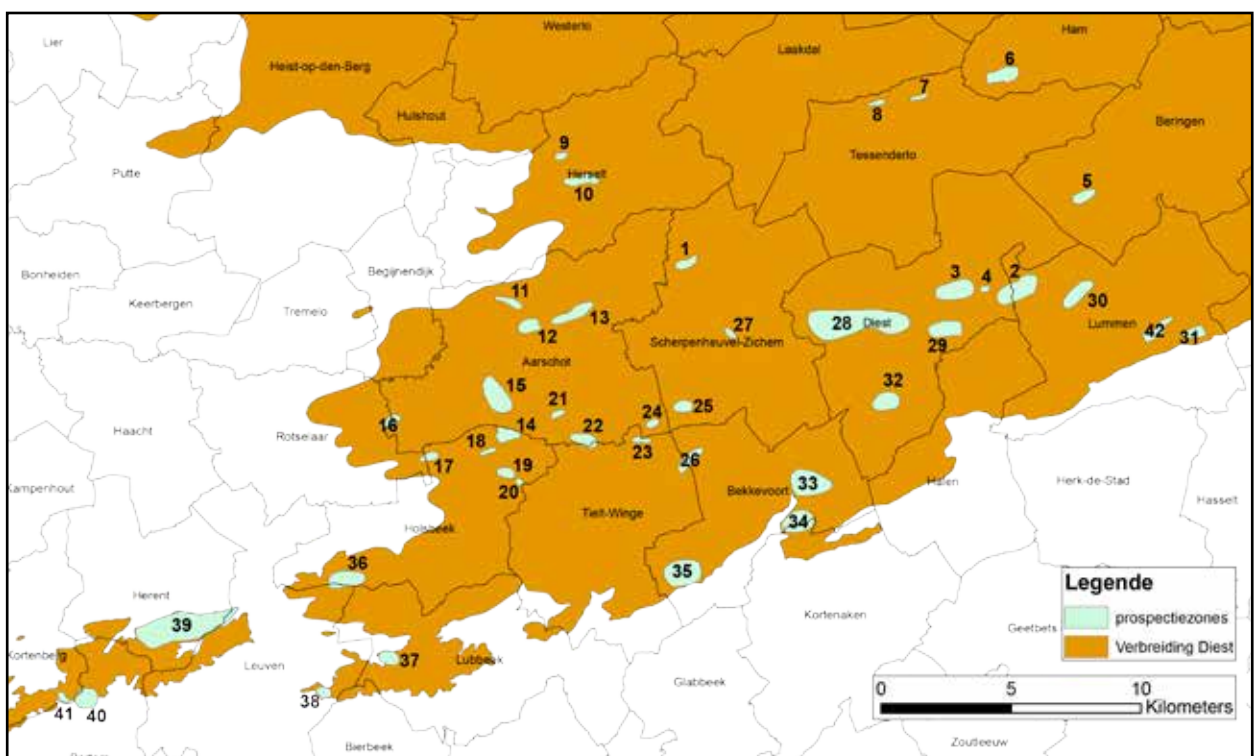 Westerlo
Ham
Lier
Laakdal
Heist-op-den-Berg
6
7
Hulshout
8
Beringen
9
Tessenderlo
Putte
Herselt
10
5
1
Bonheiden
Begijnendijk
3
4
2
Keerbergen
Tremelo
11
13
30
12
27
28
Diest
Lummen
42
31
Scherpenheuvel-Zichem
29
Aarschot
15
32
21
24
25
16
14
Haacht
Rotselaar
22
18
23
17
19
26
Kampenhout
20
33
Bekkevoort
Halen
Herk-de-Stad
Hasselt
Tielt-Winge
34
Holsbeek
36
35
Legende
Herent
Kortenaken
prospectiezones
39
Geetbets
Verbreiding Diest
Kortenberg
37
Lubbeek
Leuven
Glabbeek
0
5
10
38
41
40
Kilometers
Bierbeek
Zoutleeuw